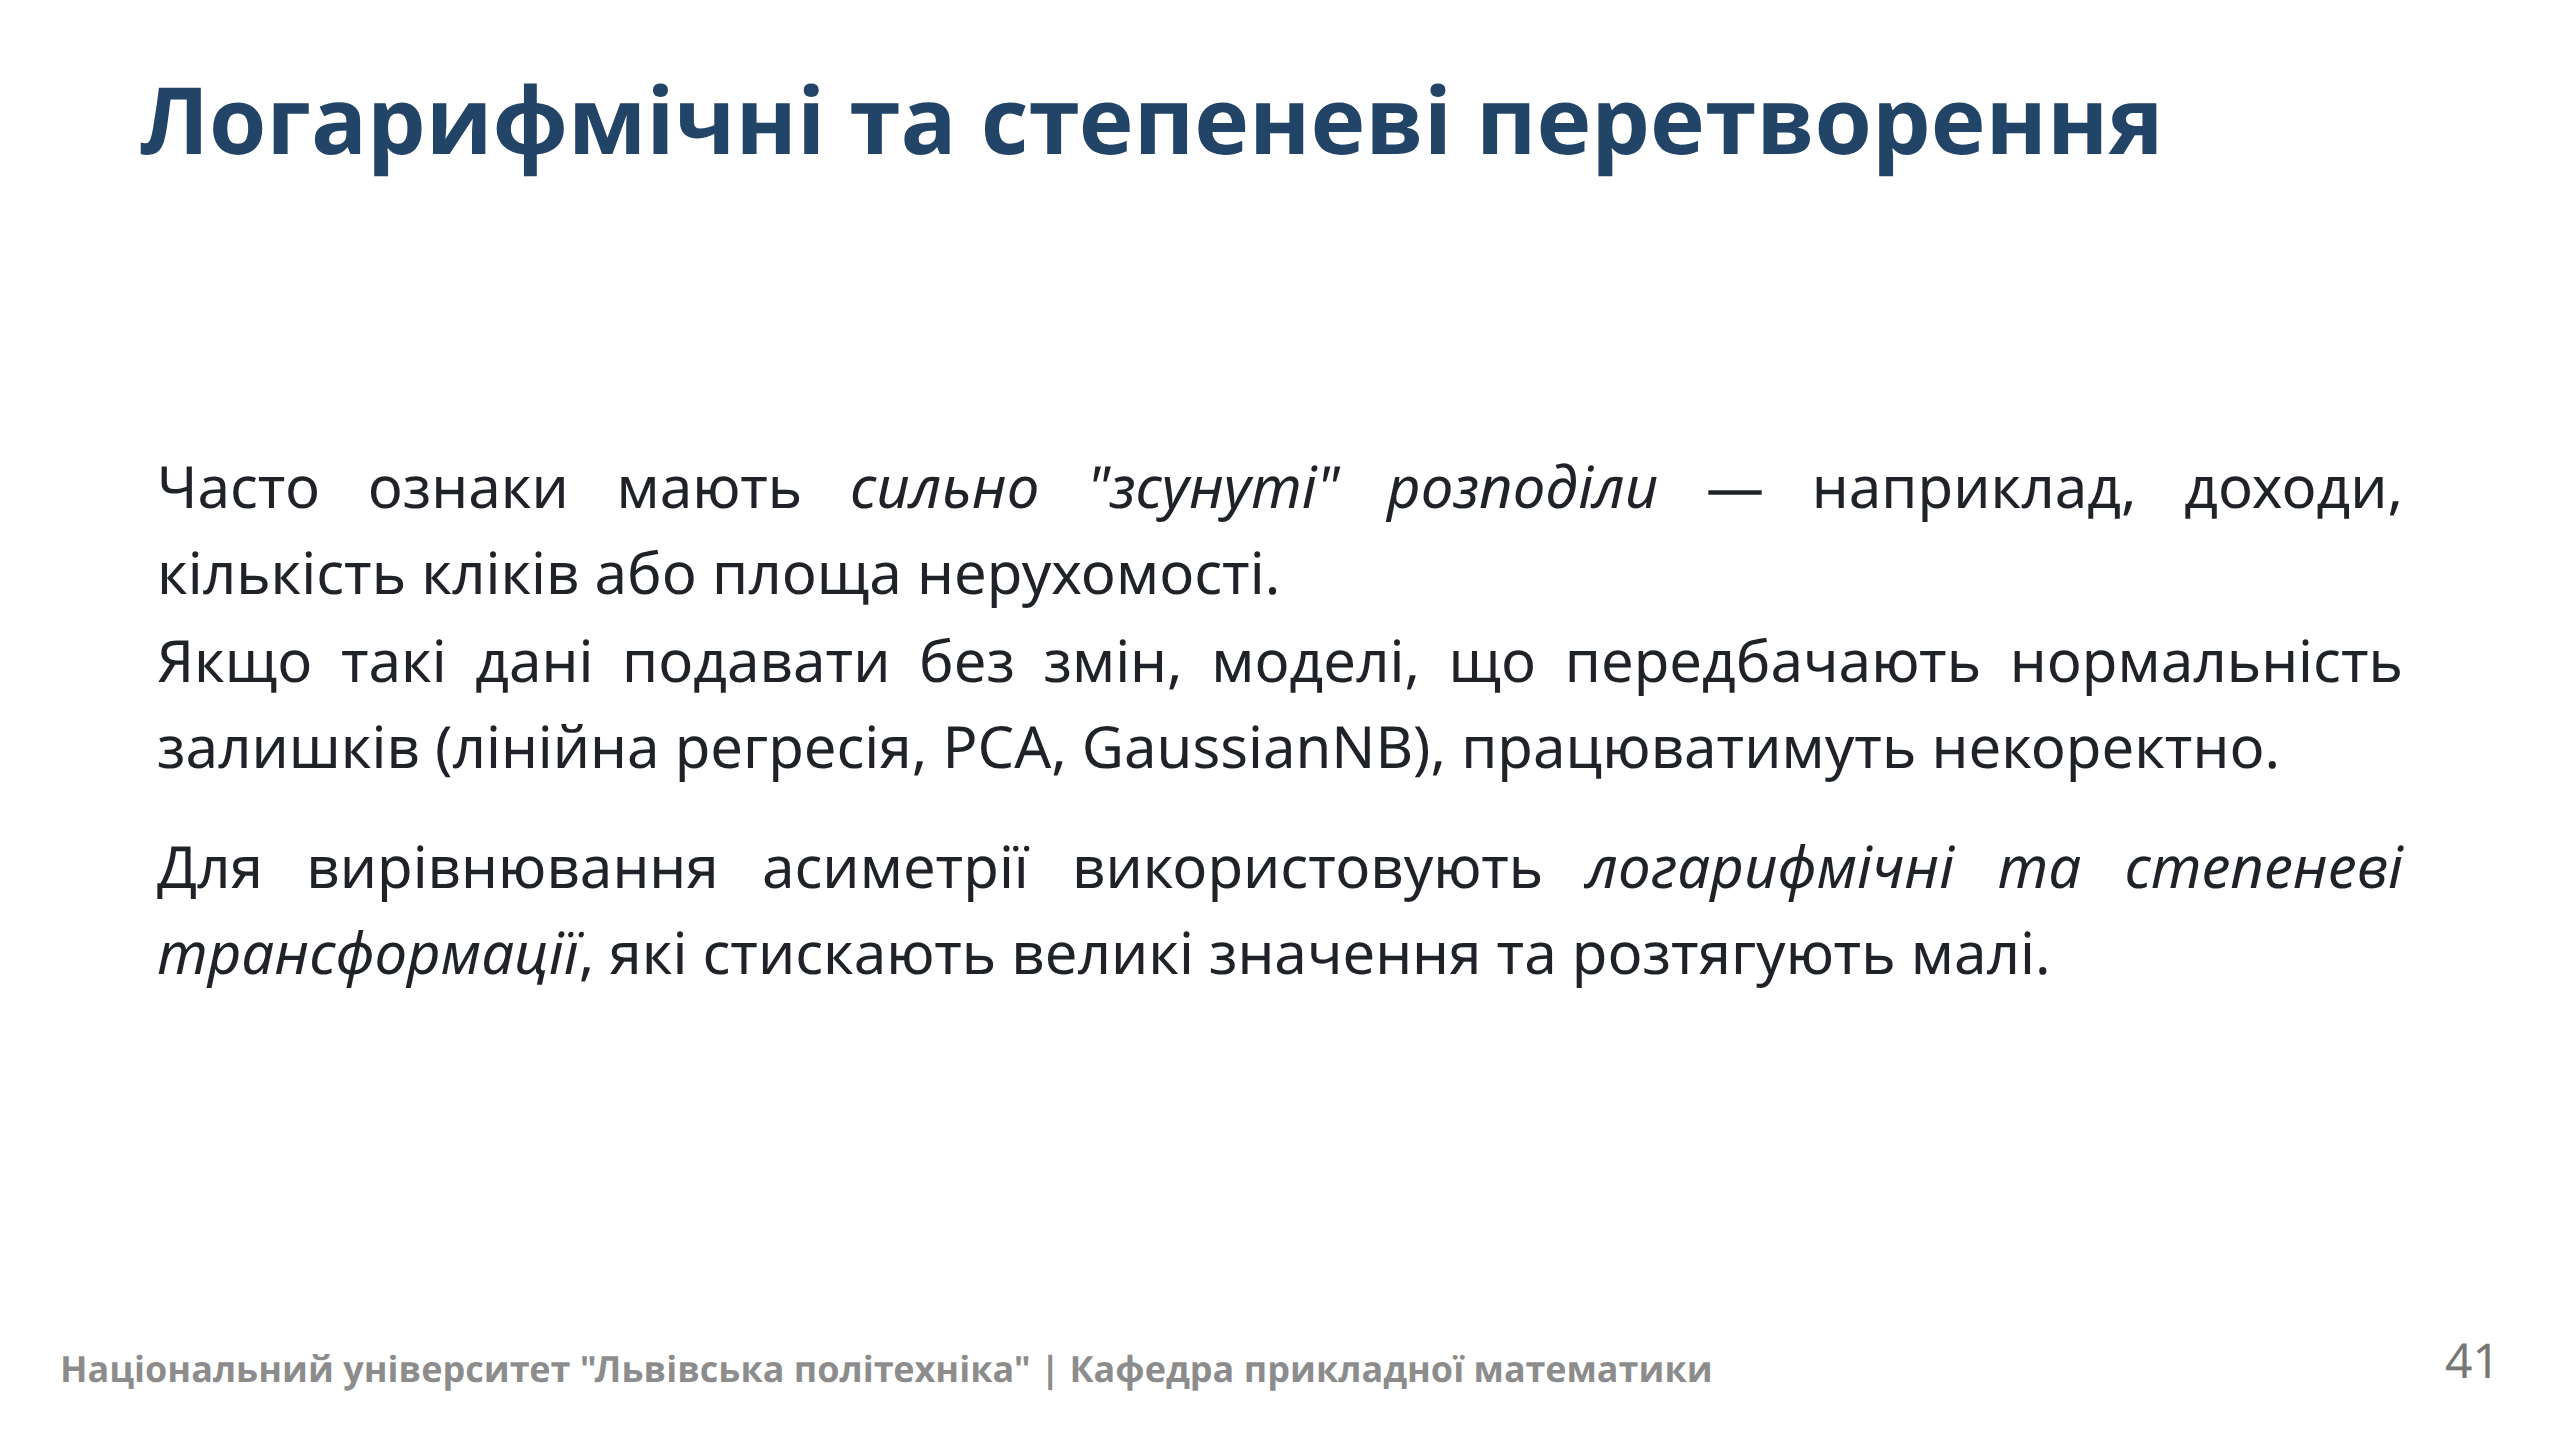 Логарифмічні та степеневі перетворення
Часто ознаки мають сильно "зсунуті" розподіли — наприклад, доходи,
кількість кліків або площа нерухомості.
Якщо такі дані подавати без змін, моделі, що передбачають нормальність
залишків (лінійна регресія, PCA, GaussianNB), працюватимуть некоректно.
Для вирівнювання асиметрії використовують логарифмічні та степеневі
трансформації, які стискають великі значення та розтягують малі.
Національний університет "Львівська політехніка" | Кафедра прикладної математики
41